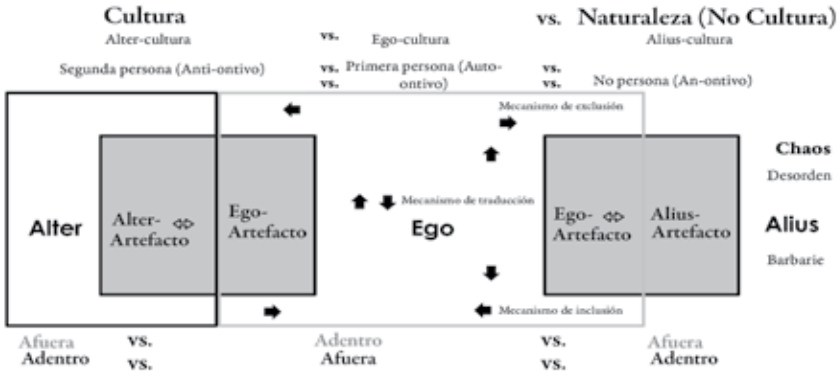 Cultura vs. Naturaleza (No Cultura)
Alter-cultura vs. Ego-cultura Alius-cultura
Segunda persona (Anti-ontivo) vs. Primera persona (Auto- vs. No persona (An-ontivo)
vs. ontivo) vs.
Mecanismo de exclusión
Chaos
Desorden
Mecanismo de traducción
Alter
Alter-
Artefacto
Ego-
Artefacto
Ego
Ego-
Artefacto
Alius-
Artefacto
Alius
Barbarie
Mecanismo de inclusión
Afuera vs. Adentro vs. Afuera
Adentro vs. Afuera vs. Adentro